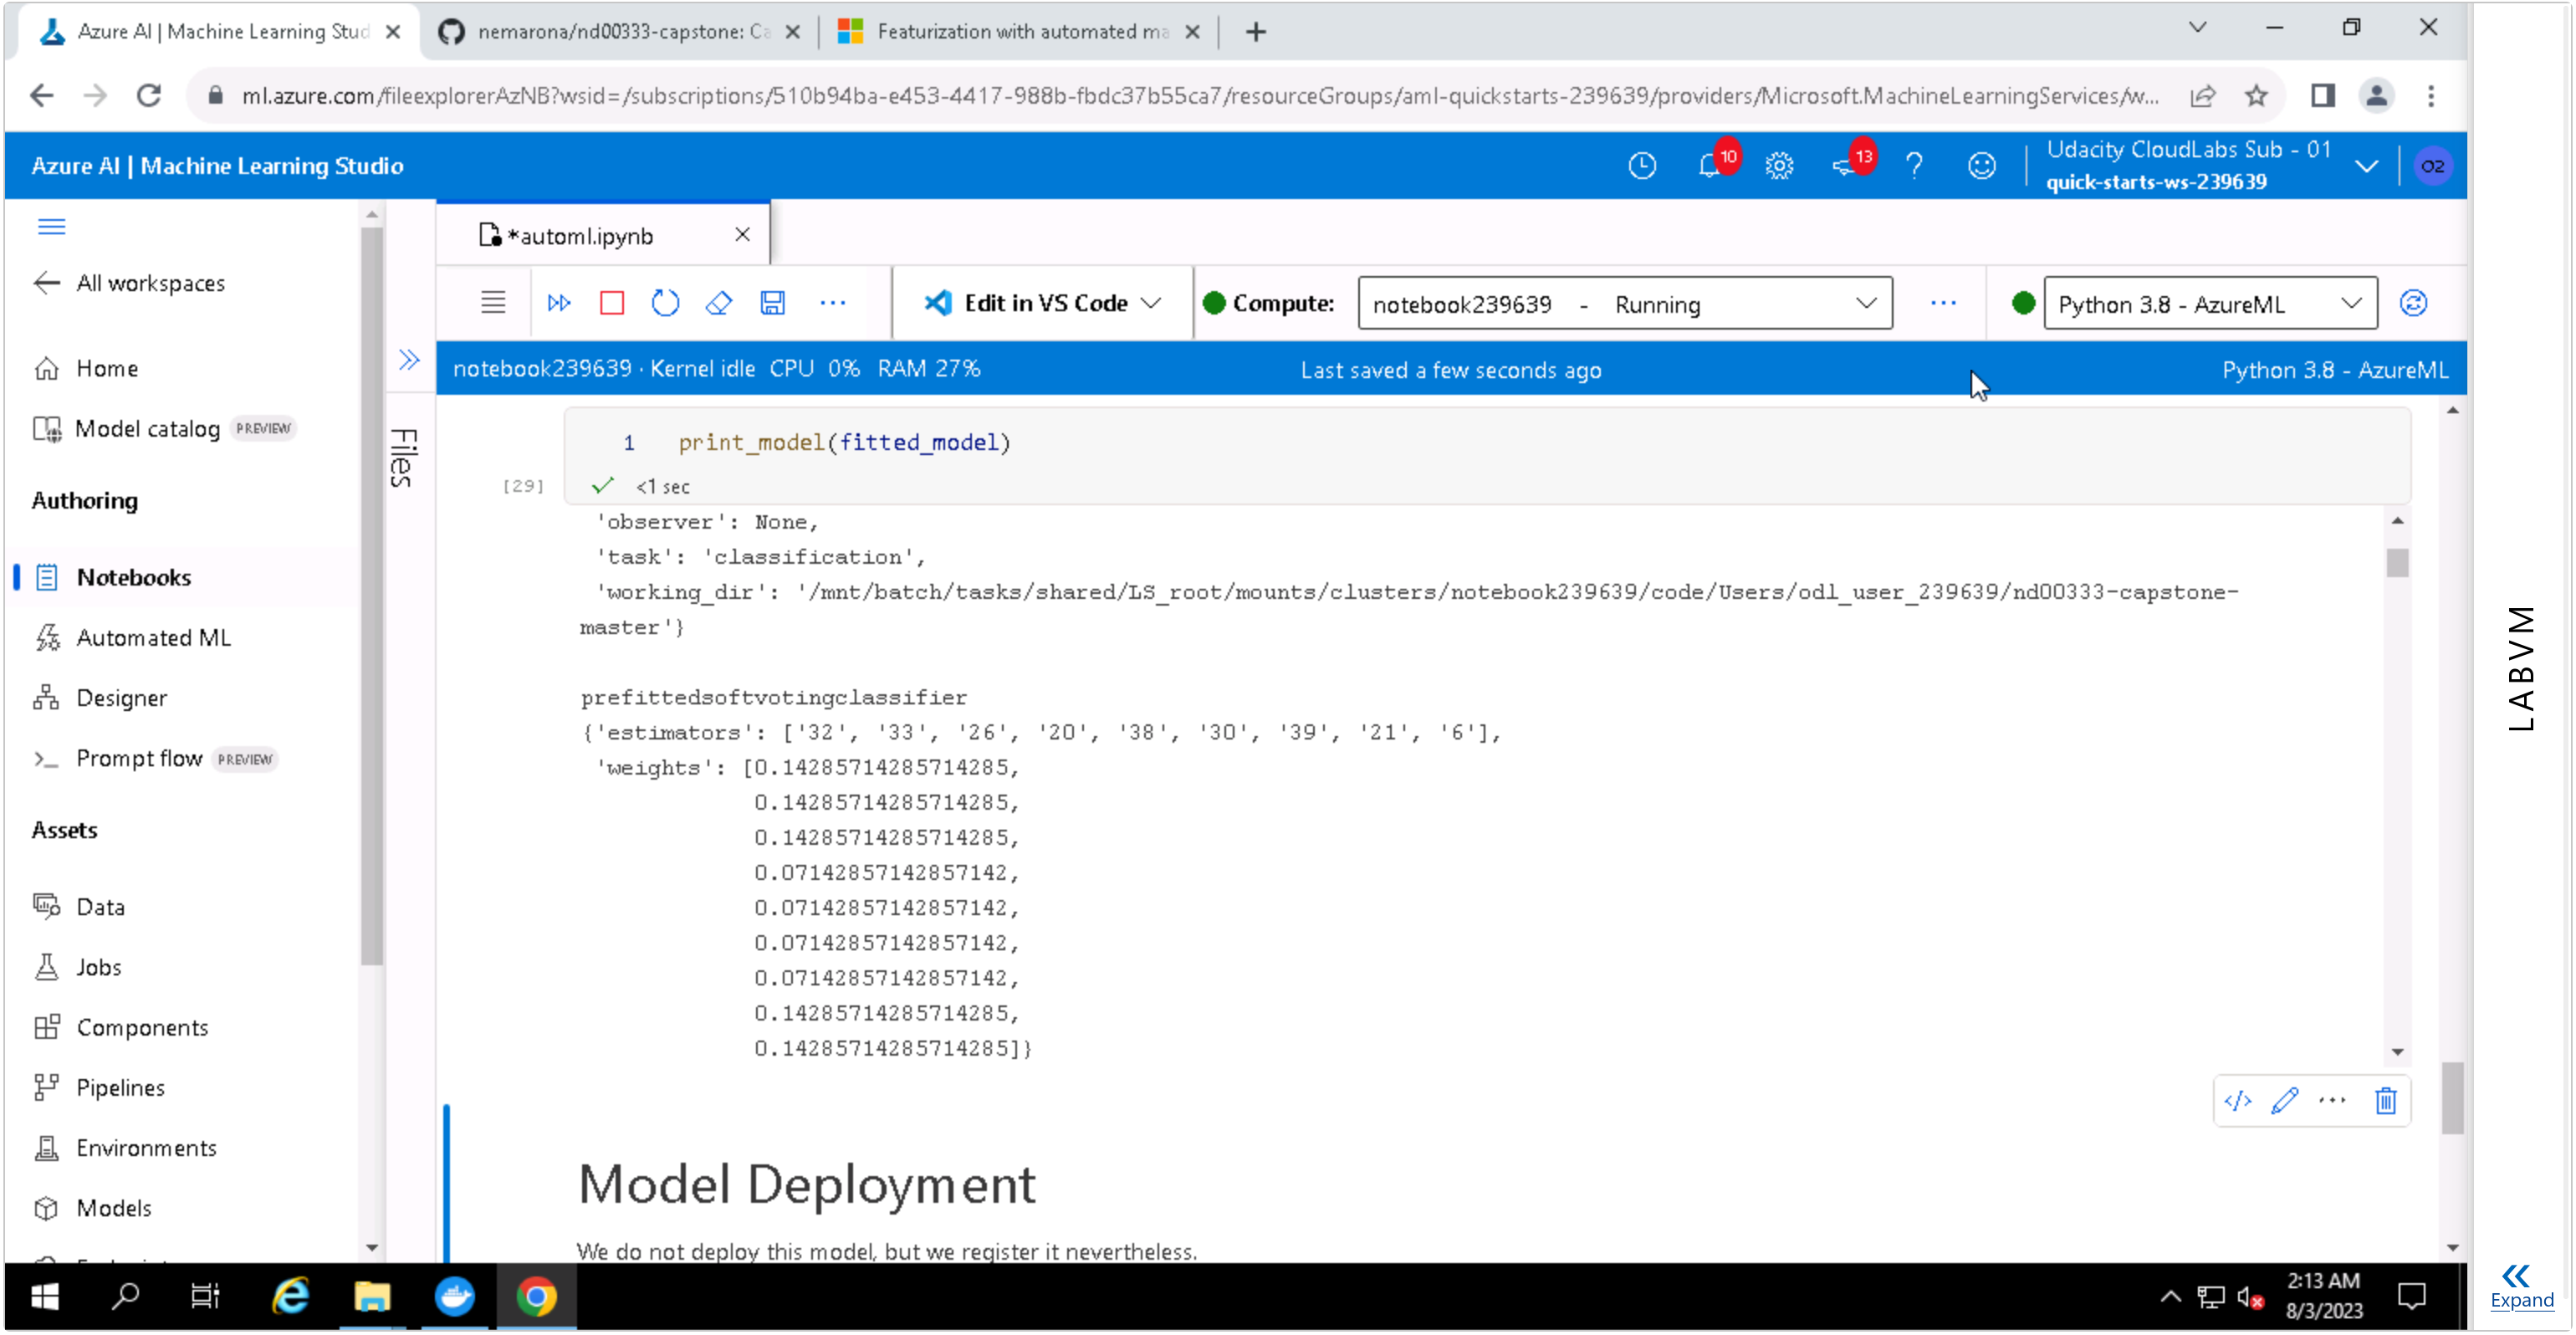 Azure AI | Machine Learning Stud
nemarona/nd00333-capstone: Ca
Featurization with automated ma
ml.azure.com/fileexplorerAzNB?wsid=/subscriptions/510b94ba-e453-4417-988b-fbdc37b55ca7/resourceGroups/aml-quickstarts-239639/providers/Microsoft.MachineLearningServices/w...
Azure AI | Machine Learning Studio
10
13
Udacity CloudLabs Sub - 01
quick-starts-ws-239639
O2
*automl.ipynb
All workspaces
Edit in VS Code
Compute:
notebook239639 - Running
Python 3.8 - AzureML
notebook239639 · Kernel idle CPU 0% RAM 27%
Last saved a few seconds ago
Python 3.8 - AzureML
Home
Model catalog PREVIEW
Authoring
Notebooks
Automated ML
Designer
Prompt flow PREVIEW
Assets
Data
Jobs
Components
Pipelines
Environments
Models
Files
1 print_model(fitted_model)
[29]
<1 sec
'observer': None,
'task': 'classification',
'working_dir': '/mnt/batch/tasks/shared/LS_root/mounts/clusters/notebook239639/code/Users/odl_user_239639/nd00333-capstone-
master'}
prefittedsoftvotingclassifier
{'estimators': ['32', '33', '26', '20', '38', '30', '39', '21', '6'],
'weights': [0.14285714285714285,
0.14285714285714285,
0.14285714285714285,
0.07142857142857142,
0.07142857142857142,
0.07142857142857142,
0.07142857142857142,
0.14285714285714285,
0.14285714285714285]}
Model Deployment
We do not deploy this model, but we register it nevertheless.
2:13 AM
8/3/2023
LABVM
Expand